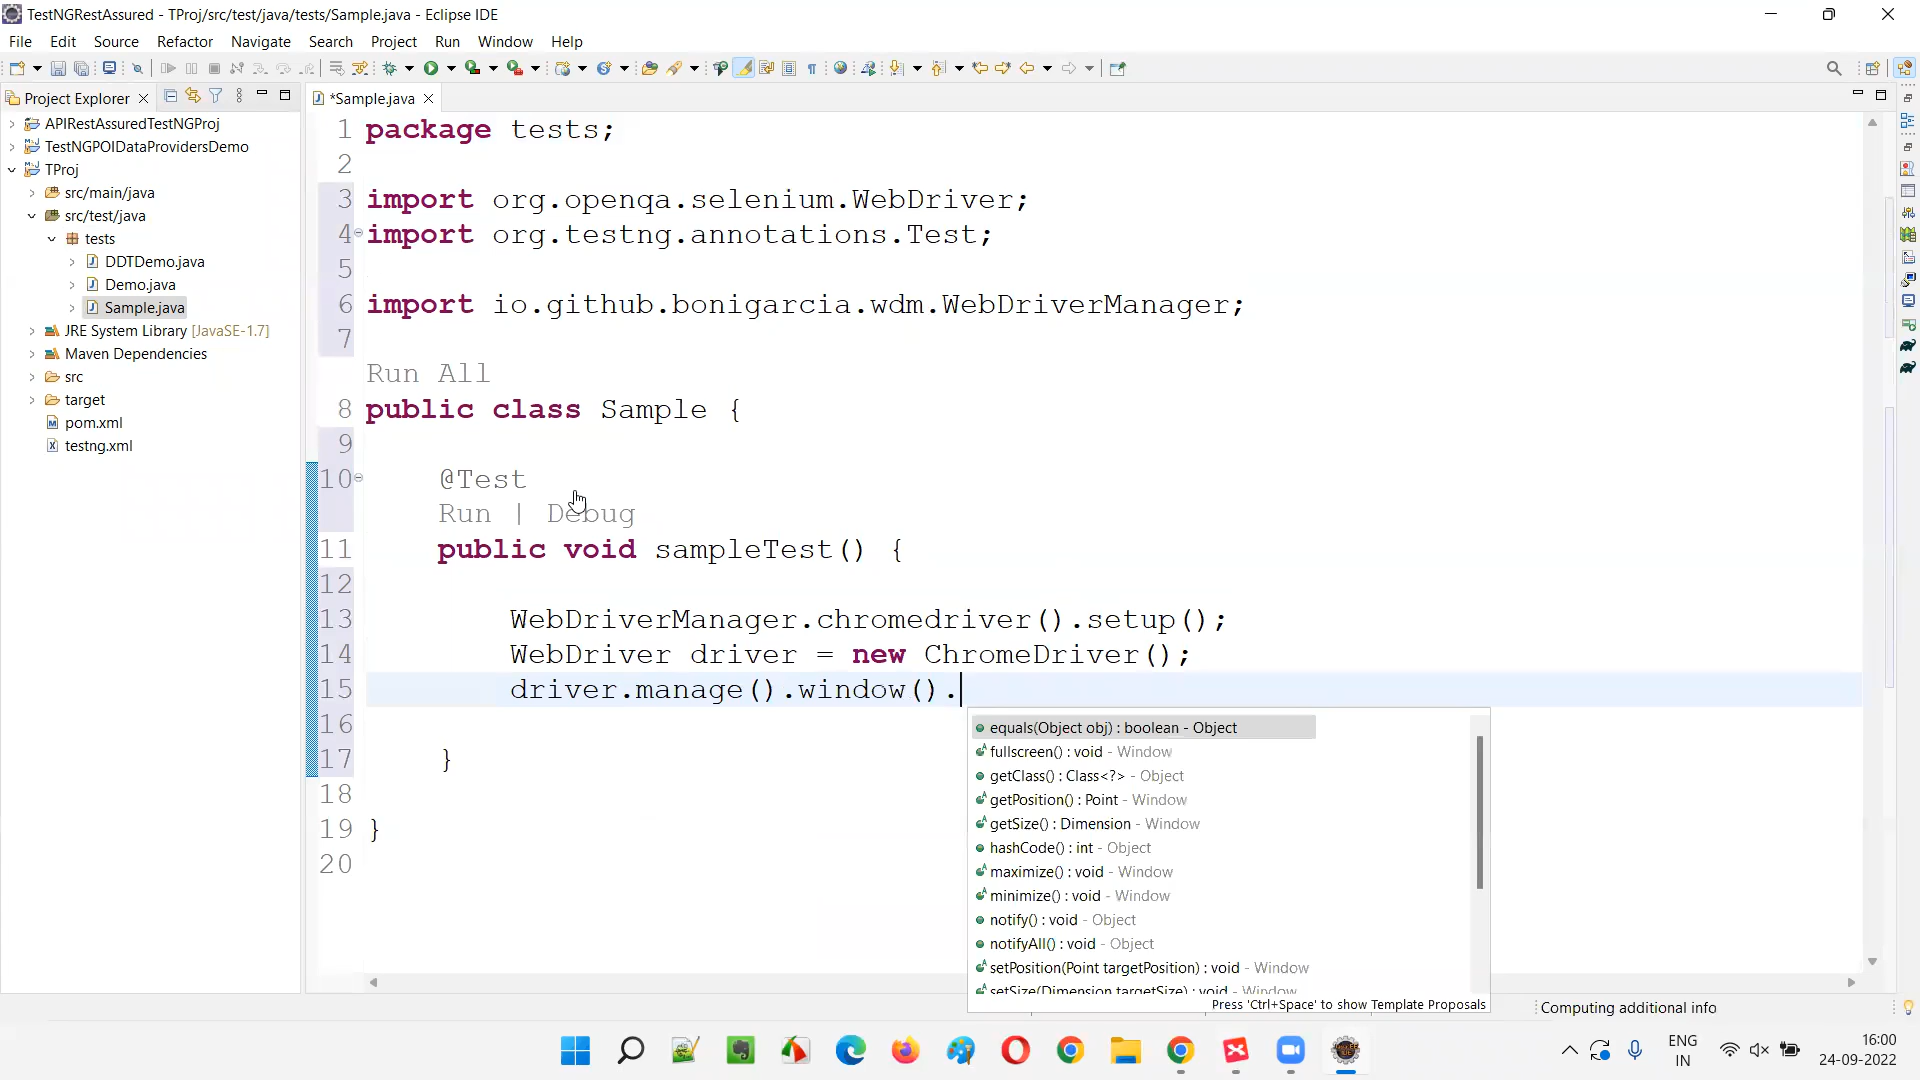 TestNGRestAssured - TProj/src/test/java/tests/Sample.java - Eclipse IDE
File Edit Source Refactor Navigate Search Project Run Window Help
Project Explorer
*Sample.java
APIRestAssuredTestNGProj
TestNGPOIDataProvidersDemo
TProj
src/main/java
src/test/java
tests
DDTDemo.java
Demo.java
Sample.java
JRE System Library [JavaSE-1.7]
Maven Dependencies
src
target
pom.xml
testng.xml
1 package tests;
2
3 import org.openqa.selenium.WebDriver;
4 import org.testng.annotations.Test;
5
6 import io.github.bonigarcia.wdm.WebDriverManager;
7
Run All
8 public class Sample {
9
10 @Test
Run | Debug
11 public void sampleTest() {
12
13 WebDriverManager.chromedriver().setup();
14 WebDriver driver = new ChromeDriver();
15 driver.manage().window().
16
17 }
18
19 }
20
equals(Object obj) : boolean - Object
fullscreen() : void - Window
getClass() : Class<?> - Object
getPosition() : Point - Window
getSize() : Dimension - Window
hashCode() : int - Object
maximize() : void - Window
minimize() : void - Window
notify() : void - Object
notifyAll() : void - Object
setPosition(Point targetPosition) : void - Window
setSize(Dimension targetSize) : void - Window
Press 'Ctrl+Space' to show Template Proposals
Computing additional info
ENG
IN
16:00
24-09-2022